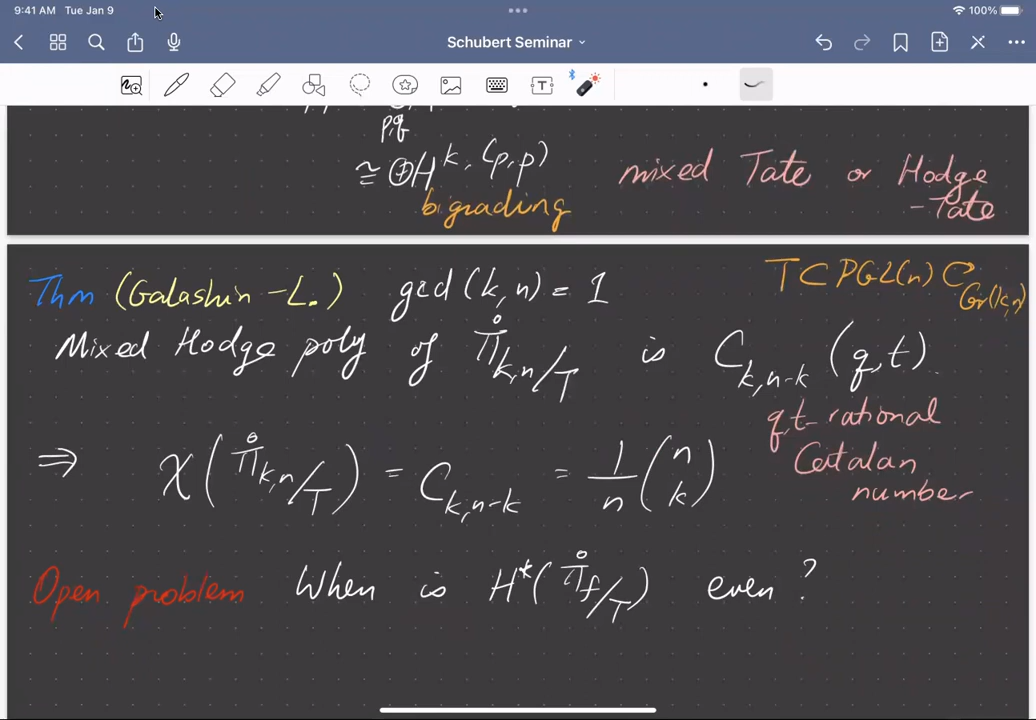 9:41 AM Tue Jan 9
100%
Schubert Seminar
p,q
≅ ⊕H^{k,(p,p)}
bigrading
mixed Tate or Hodge
-Tate
Thm (Galashin-L.) gcd(k,n) = 1
T ⊂ PGL(n) ⟳ Gr(k,n)
Mixed Hodge poly of Π̊_{k,n}/T is C_{k,n-k}(q,t).
q,t-rational
Catalan
number
⇒ χ(Π̊_{k,n}/T) = C_{k,n-k} = 1/n (n k)
Open problem When is H*(Π̊_f/T) even?